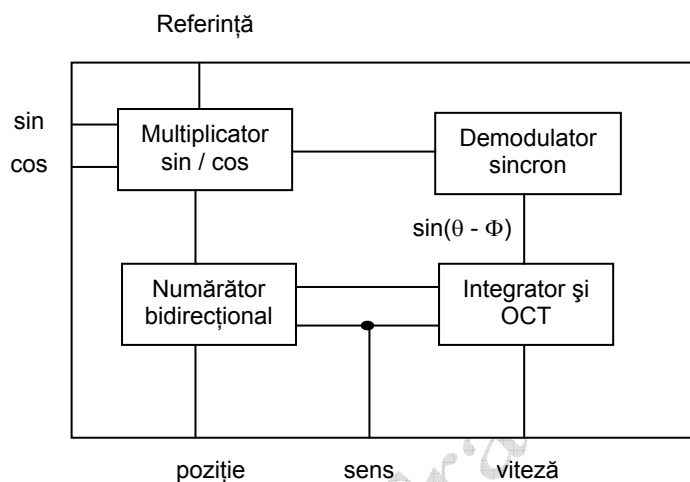 Referință
sin
cos
Multiplicator
sin / cos
Demodulator
sincron
sin(θ - Φ)
Numărător
bidirecțional
Integrator şi
OCT
poziție
sens
viteză